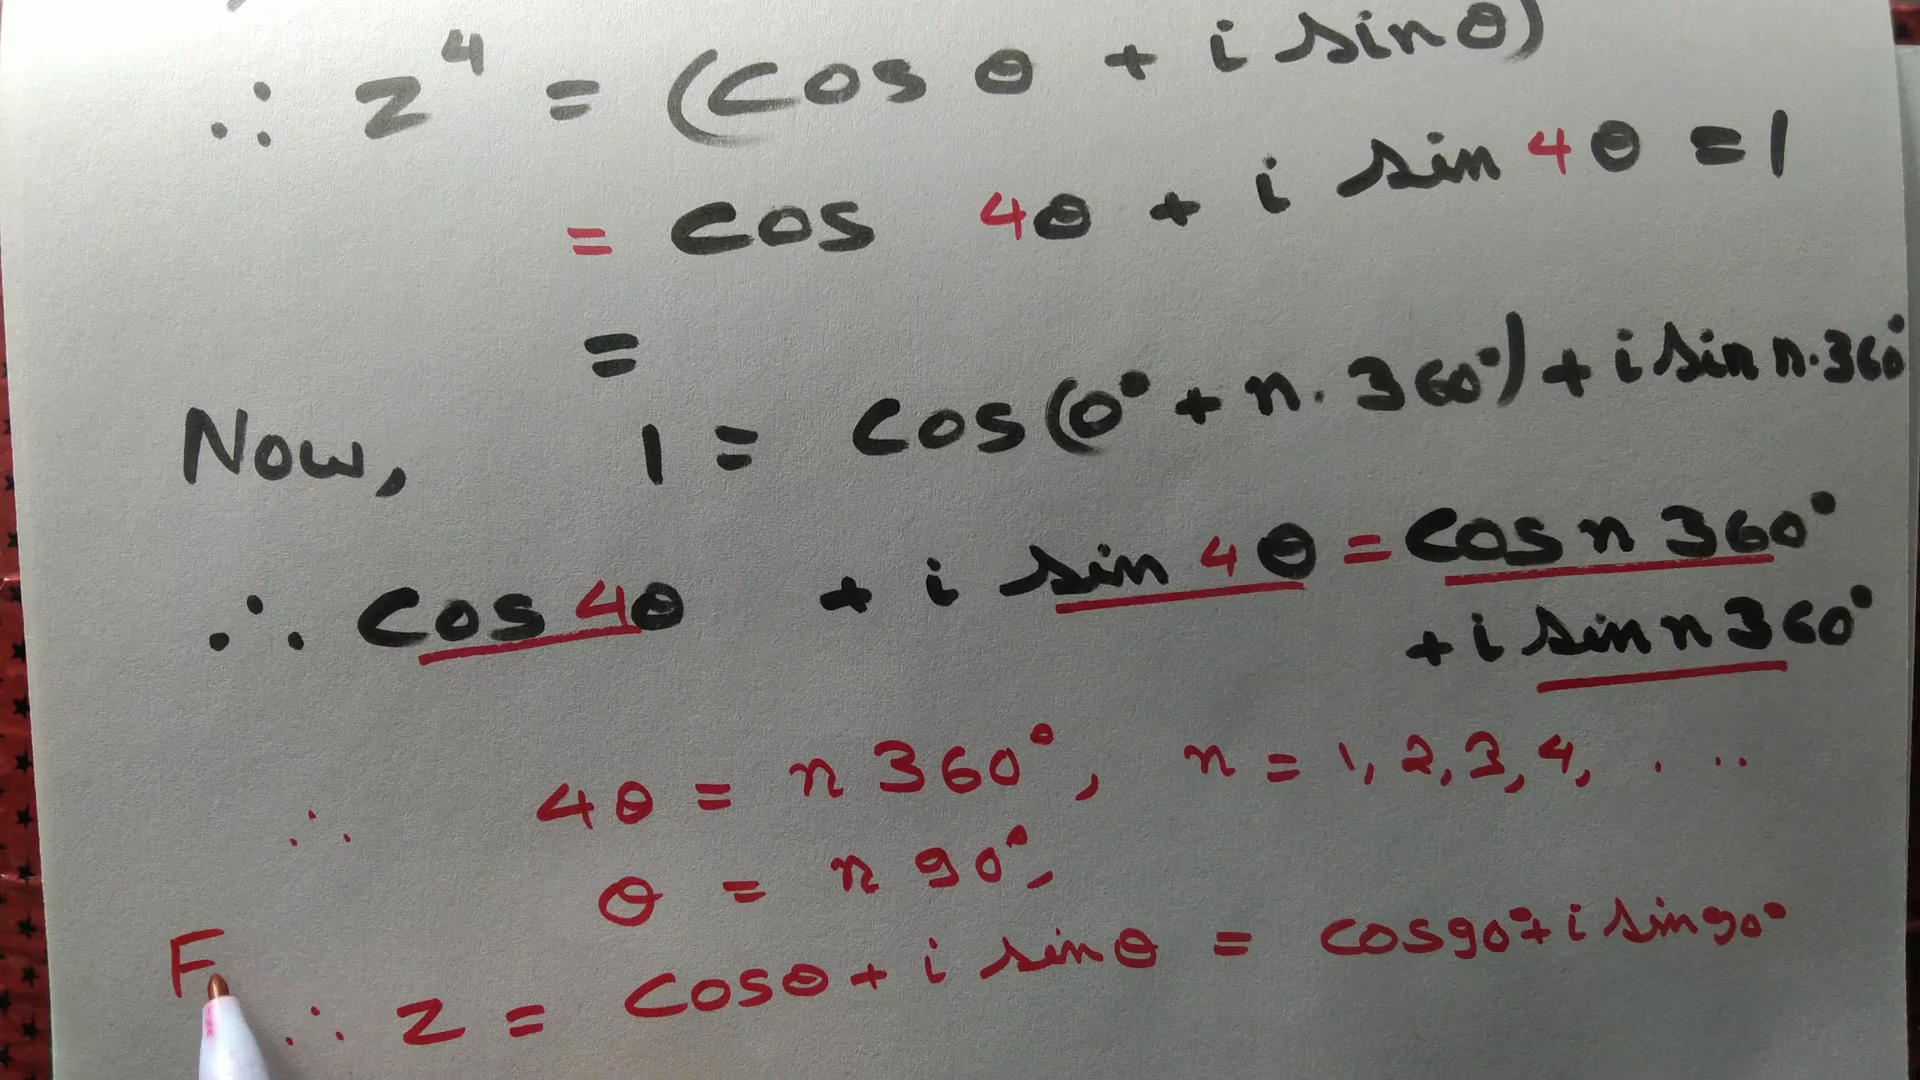 ∴ z⁴ = (cos θ + i sin θ)
= cos 4θ + i sin 4θ = 1
=
Now, 1 = cos(0° + n. 360°) + i sin n.360°
∴ cos 4θ + i sin 4θ = cos n 360°
+ i sin n 360°
∴ 4θ = n 360°, n = 1, 2, 3, 4, . . .
θ = n 90°,
F
∴ z = cosθ + i sin θ = cos90° + i sin90°